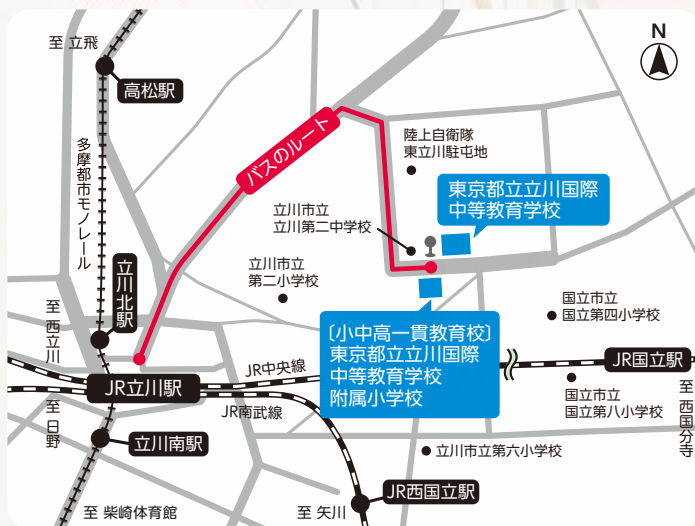 至 立飛
高松駅
N
バスのルート
陸上自衛隊
東立川駐屯地
多摩都市モノレール
東京都立立川国際
中等教育学校
立川市立
立川第二中学校
立川市立
第二小学校
立川北駅
至 西立川
国立市立
国立第四小学校
〔小中高一貫教育校〕
東京都立立川国際
中等教育学校
附属小学校
JR中央線
JR国立駅
JR立川駅
JR南武線
国立市立
国立第八小学校
至 西国分寺
至 日野
立川南駅
立川市立第六小学校
JR西国立駅
至 柴崎体育館
至 矢川